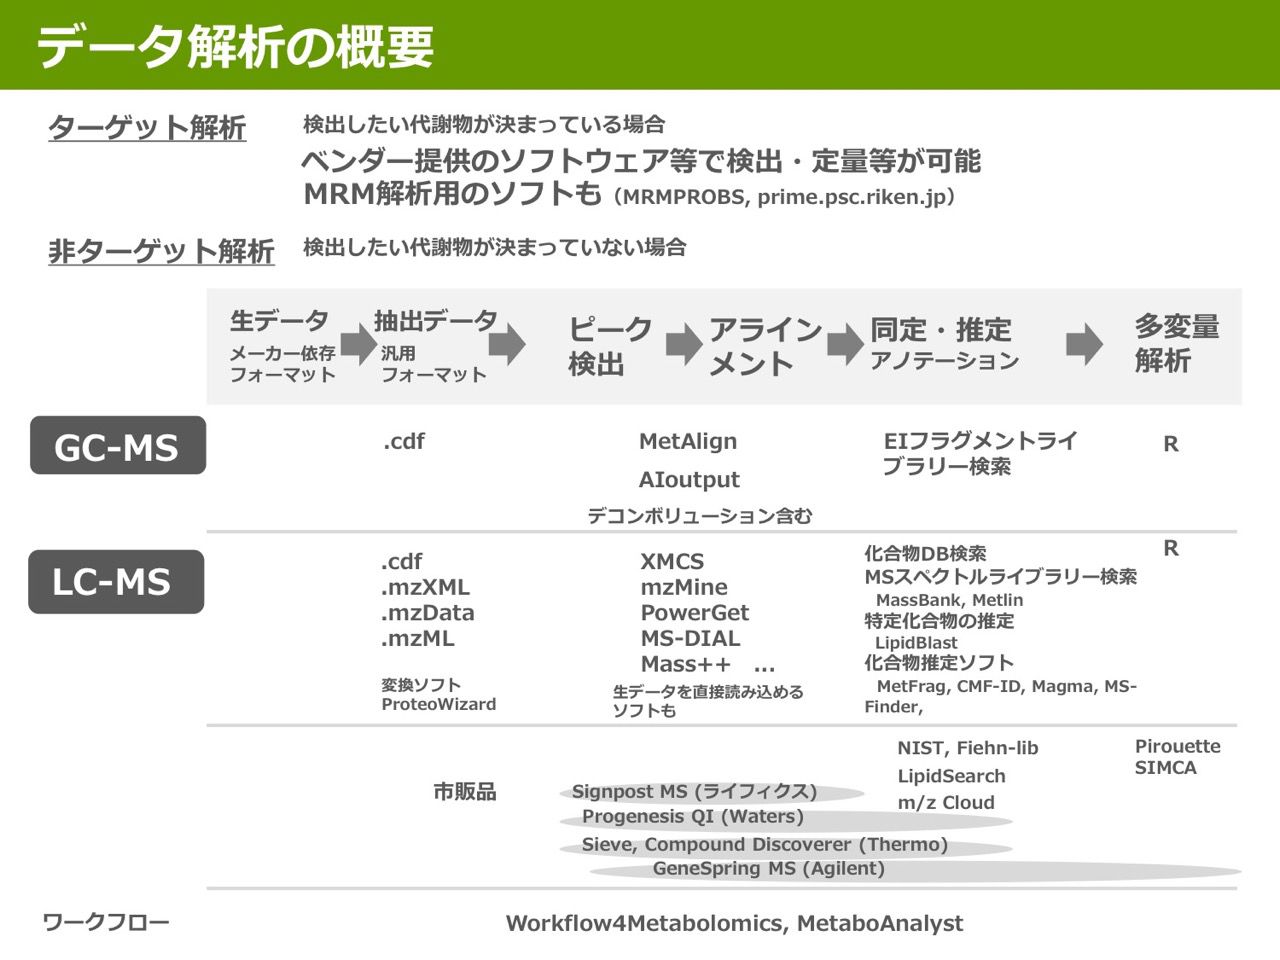 データ解析の概要
ターゲット解析
検出したい代謝物が決まっている場合
ベンダー提供のソフトウェア等で検出・定量等が可能
MRM解析用のソフトも（MRMPROBS, prime.psc.riken.jp）
非ターゲット解析
検出したい代謝物が決まっていない場合
生データ
メーカー依存
フォーマット
抽出データ
汎用
フォーマット
ピーク
検出
アライン
メント
同定・推定
アノテーション
多変量
解析
GC-MS
.cdf
MetAlign
AIoutput
デコンボリューション含む
EIフラグメントライ
ブラリー検索
R
LC-MS
.cdf
.mzXML
.mzData
.mzML
変換ソフト
ProteoWizard
XMCS
mzMine
PowerGet
MS-DIAL
Mass++ ...
生データを直接読み込める
ソフトも
化合物DB検索
MSスペクトルライブラリー検索
MassBank, Metlin
特定化合物の推定
LipidBlast
化合物推定ソフト
MetFrag, CMF-ID, Magma, MS-
Finder,
R
市販品
Signpost MS (ライフィクス)
Progenesis QI (Waters)
Sieve, Compound Discoverer (Thermo)
GeneSpring MS (Agilent)
NIST, Fiehn-lib
LipidSearch
m/z Cloud
Pirouette
SIMCA
ワークフロー
Workflow4Metabolomics, MetaboAnalyst